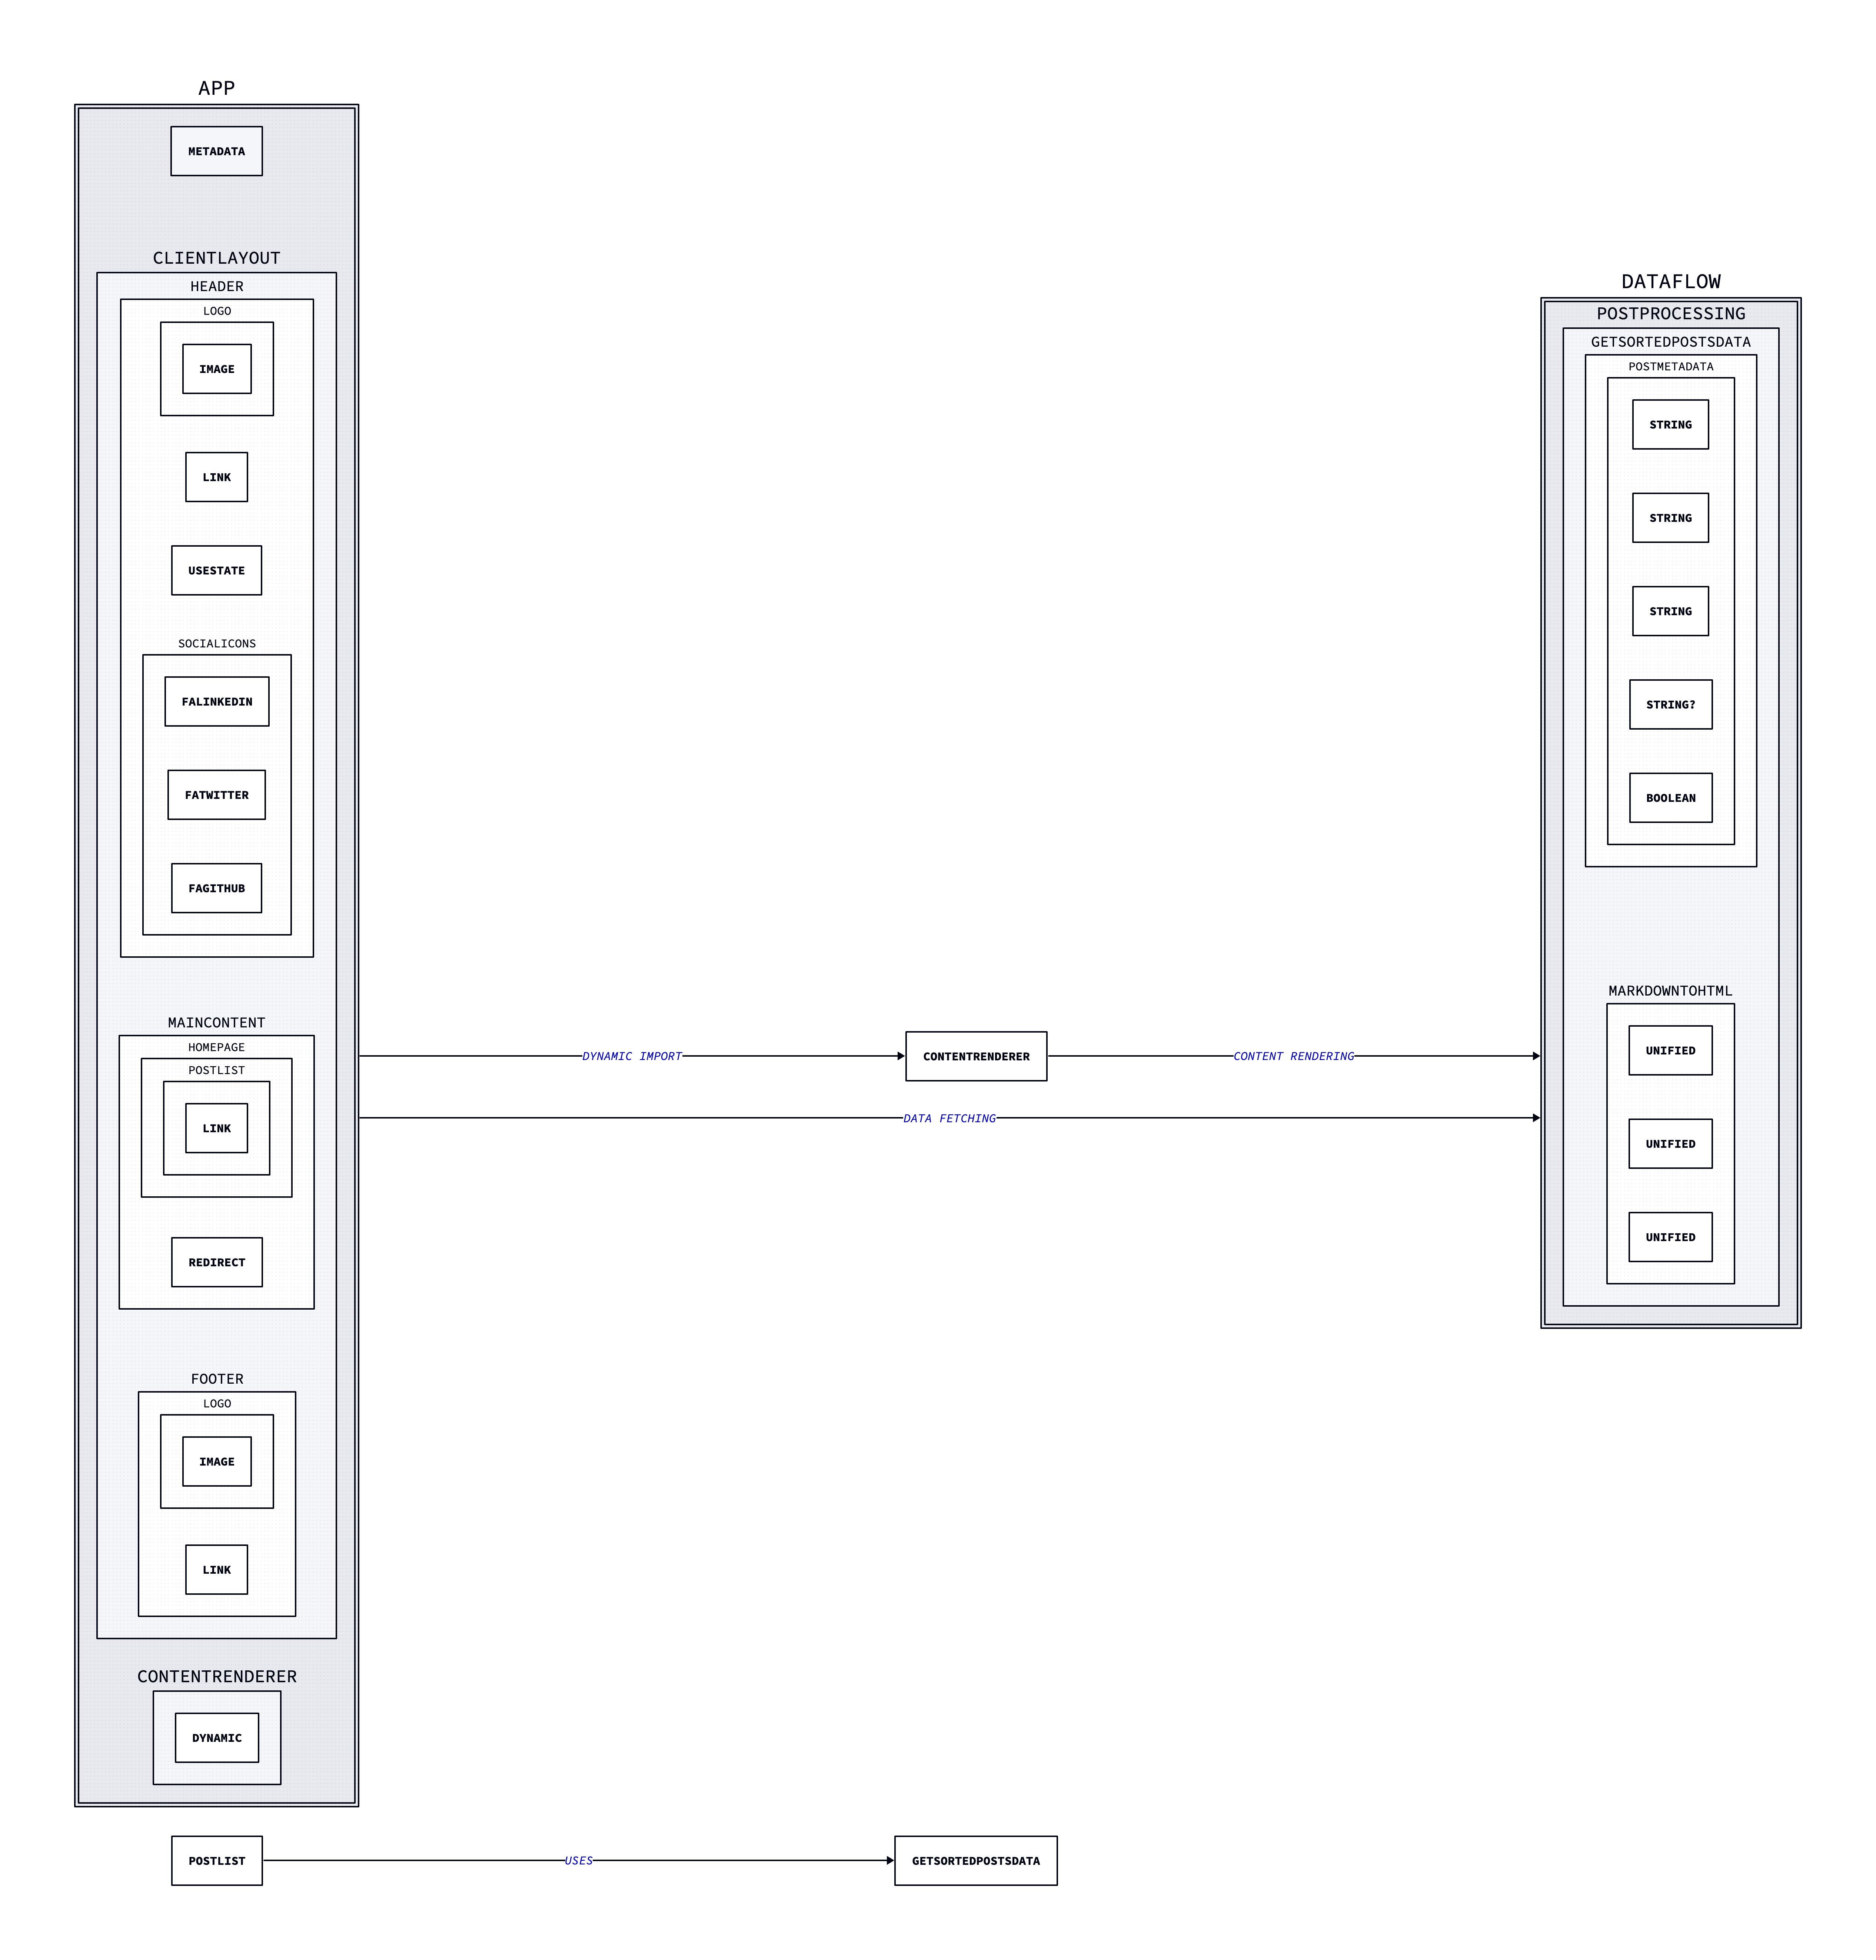 APP
METADATA
CLIENTLAYOUT
HEADER
LOGO
IMAGE
LINK
USESTATE
SOCIALICONS
FALINKEDIN
FATWITTER
FAGITHUB
MAINCONTENT
HOMEPAGE
POSTLIST
LINK
REDIRECT
FOOTER
LOGO
IMAGE
LINK
CONTENTRENDERER
DYNAMIC
DYNAMIC IMPORT
CONTENTRENDERER
CONTENT RENDERING
DATA FETCHING
DATAFLOW
POSTPROCESSING
GETSORTEDPOSTSDATA
POSTMETADATA
STRING
STRING
STRING
STRING?
BOOLEAN
MARKDOWNTOHTML
UNIFIED
UNIFIED
UNIFIED
POSTLIST
USES
GETSORTEDPOSTSDATA